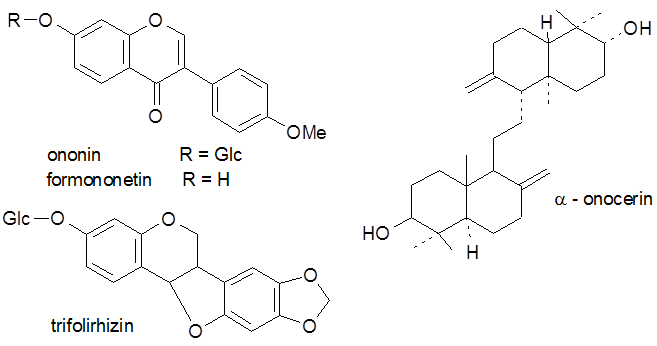 R
O
O
O
OMe
ononin R = Glc
formononetin R = H
H
OH
HO
H
α - onocerin
Glc
O
O
O
O
O
trifolirhizin